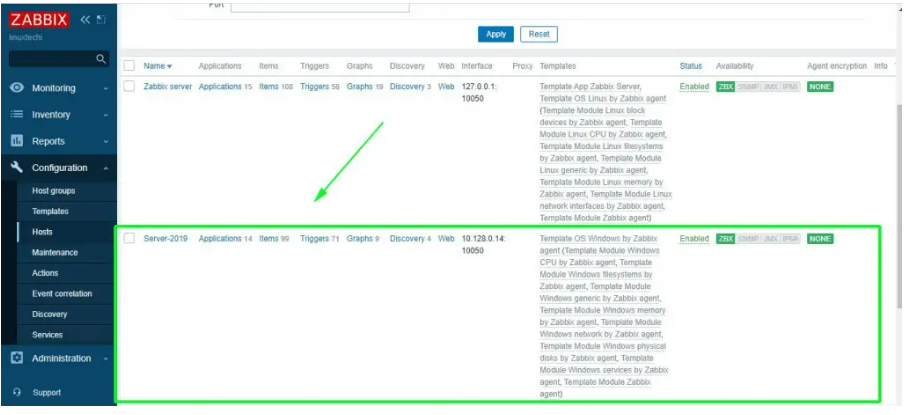 Port
ZABBIX
linuxtechi
Apply Reset
Name Applications Items Triggers Graphs Discovery Web Interface Proxy Templates Status Availability Agent encryption Info
Zabbix server Applications 15 Items 108 Triggers 56 Graphs 19 Discovery 3 Web 127.0.0.1:
10050
Template App Zabbix Server,
Template OS Linux by Zabbix agent
(Template Module Linux block
devices by Zabbix agent, Template
Module Linux CPU by Zabbix agent,
Template Module Linux filesystems
by Zabbix agent, Template Module
Linux generic by Zabbix agent,
Template Module Linux memory by
Zabbix agent, Template Module Linux
network interfaces by Zabbix agent,
Template Module Zabbix agent)
Enabled ZBX SNMP JMX IPMI NONE
Server-2019 Applications 14 Items 99 Triggers 71 Graphs 9 Discovery 4 Web 10.128.0.14:
10050
Template OS Windows by Zabbix
agent (Template Module Windows
CPU by Zabbix agent, Template
Module Windows filesystems by
Zabbix agent, Template Module
Windows generic by Zabbix agent,
Template Module Windows memory
by Zabbix agent, Template Module
Windows network by Zabbix agent,
Template Module Windows physical
disks by Zabbix agent, Template
Module Windows services by Zabbix
agent, Template Module Zabbix
agent)
Enabled ZBX SNMP JMX IPMI NONE
Monitoring
Inventory
Reports
Configuration
Host groups
Templates
Hosts
Maintenance
Actions
Event correlation
Discovery
Services
Administration
Support